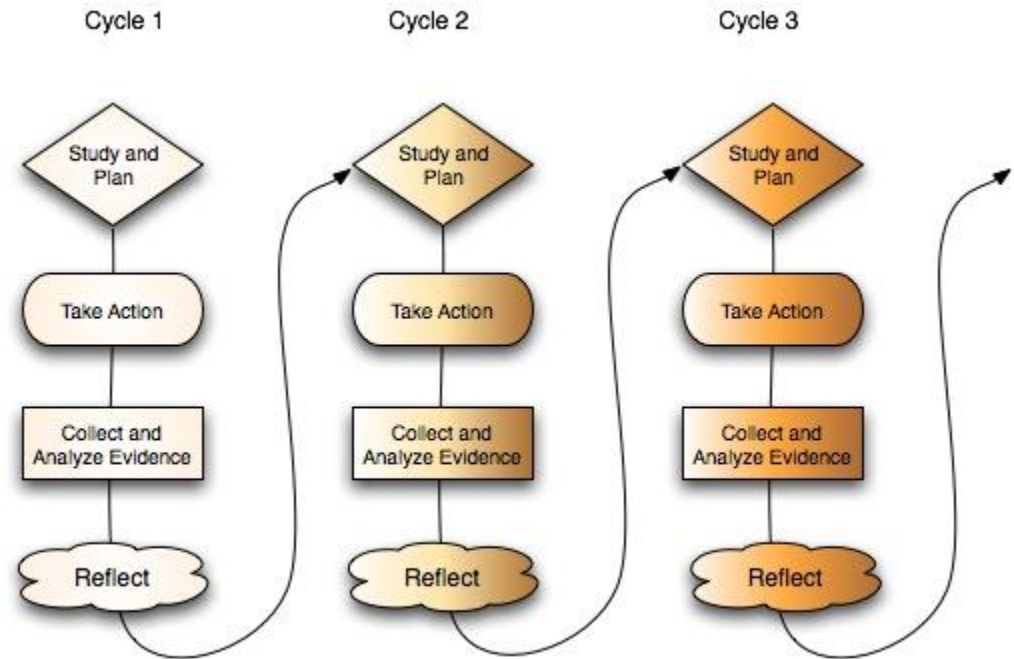 Cycle 1
Study and
Plan
Take Action
Collect and
Analyze Evidence
Reflect
Cycle 2
Study and
Plan
Take Action
Collect and
Analyze Evidence
Reflect
Cycle 3
Study and
Plan
Take Action
Collect and
Analyze Evidence
Reflect